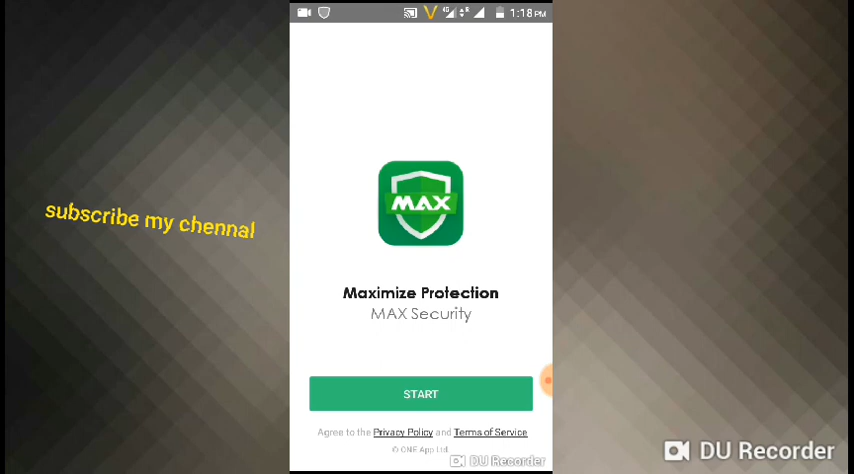 4G R 1:18 PM
subscribe my chennal
MAX
Maximize Protection
MAX Security
START
Agree to the Privacy Policy and Terms of Service
© ONE App Ltd.
DU Recorder
DU Recorder